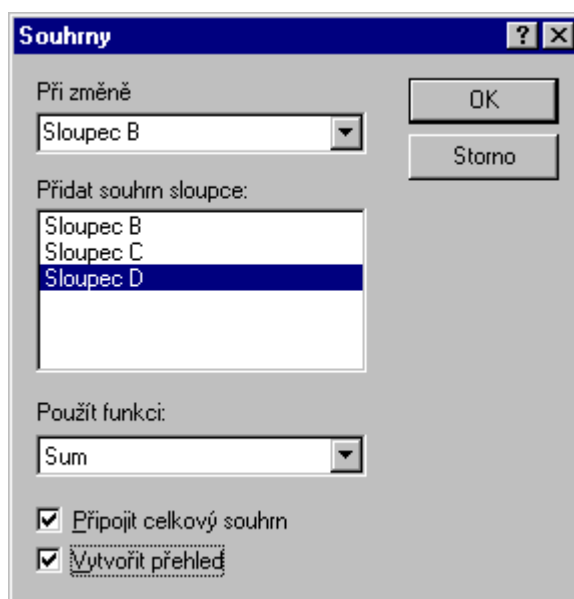 Souhrny
Při změně
Sloupec B
OK
Storno
Přidat souhrn sloupce:
Sloupec B
Sloupec C
Sloupec D
Použít funkci:
Sum
Připojit celkový souhrn
Vytvořit přehled